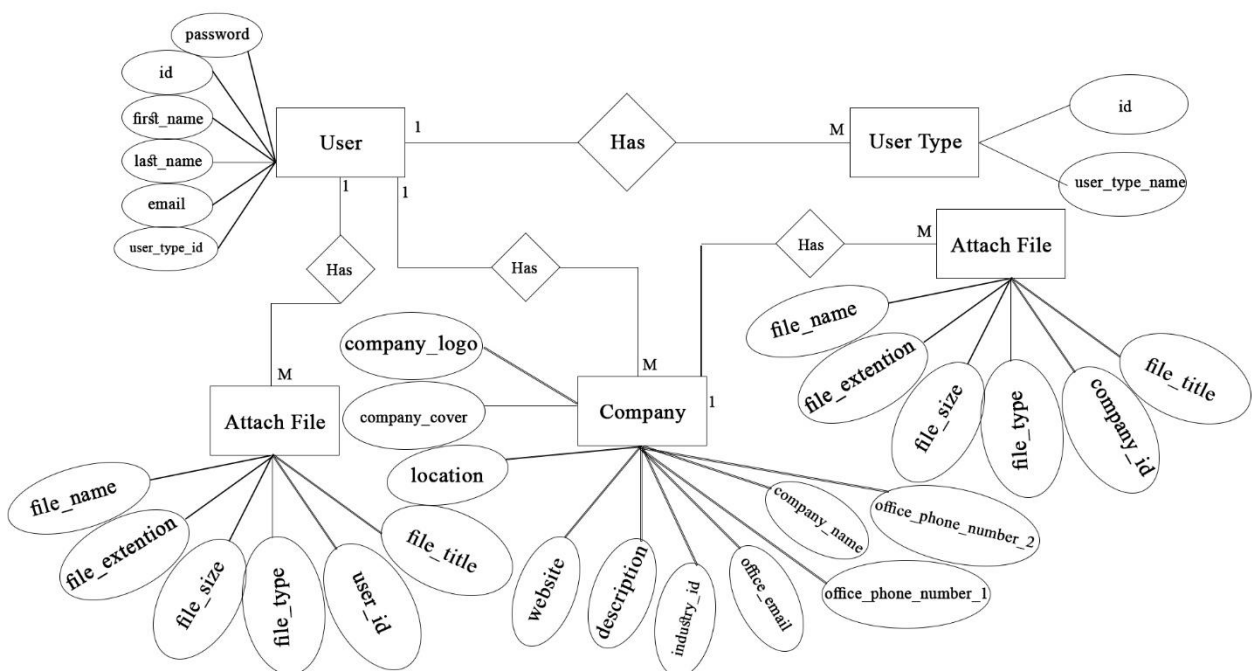 password
id
first_name
last_name
email
user_type_id
User
1
Has
M
User Type
id
user_type_name
1
1
Has
Has
Has
M
Attach File
file_name
file_extention
file_size
file_type
company_id
file_title
M
Attach File
file_name
file_extention
file_size
file_type
user_id
file_title
M
1
Company
company_logo
company_cover
location
website
description
industry_id
office_email
company_name
office_phone_number_2
office_phone_number_1